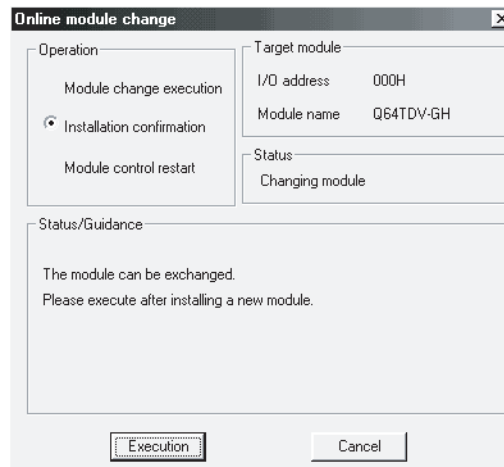 Online module change
Operation
Module change execution
Installation confirmation
Module control restart
Target module
I/O address 000H
Module name Q64TDV-GH
Status
Changing module
Status/Guidance
The module can be exchanged.
Please execute after installing a new module.
Execution Cancel